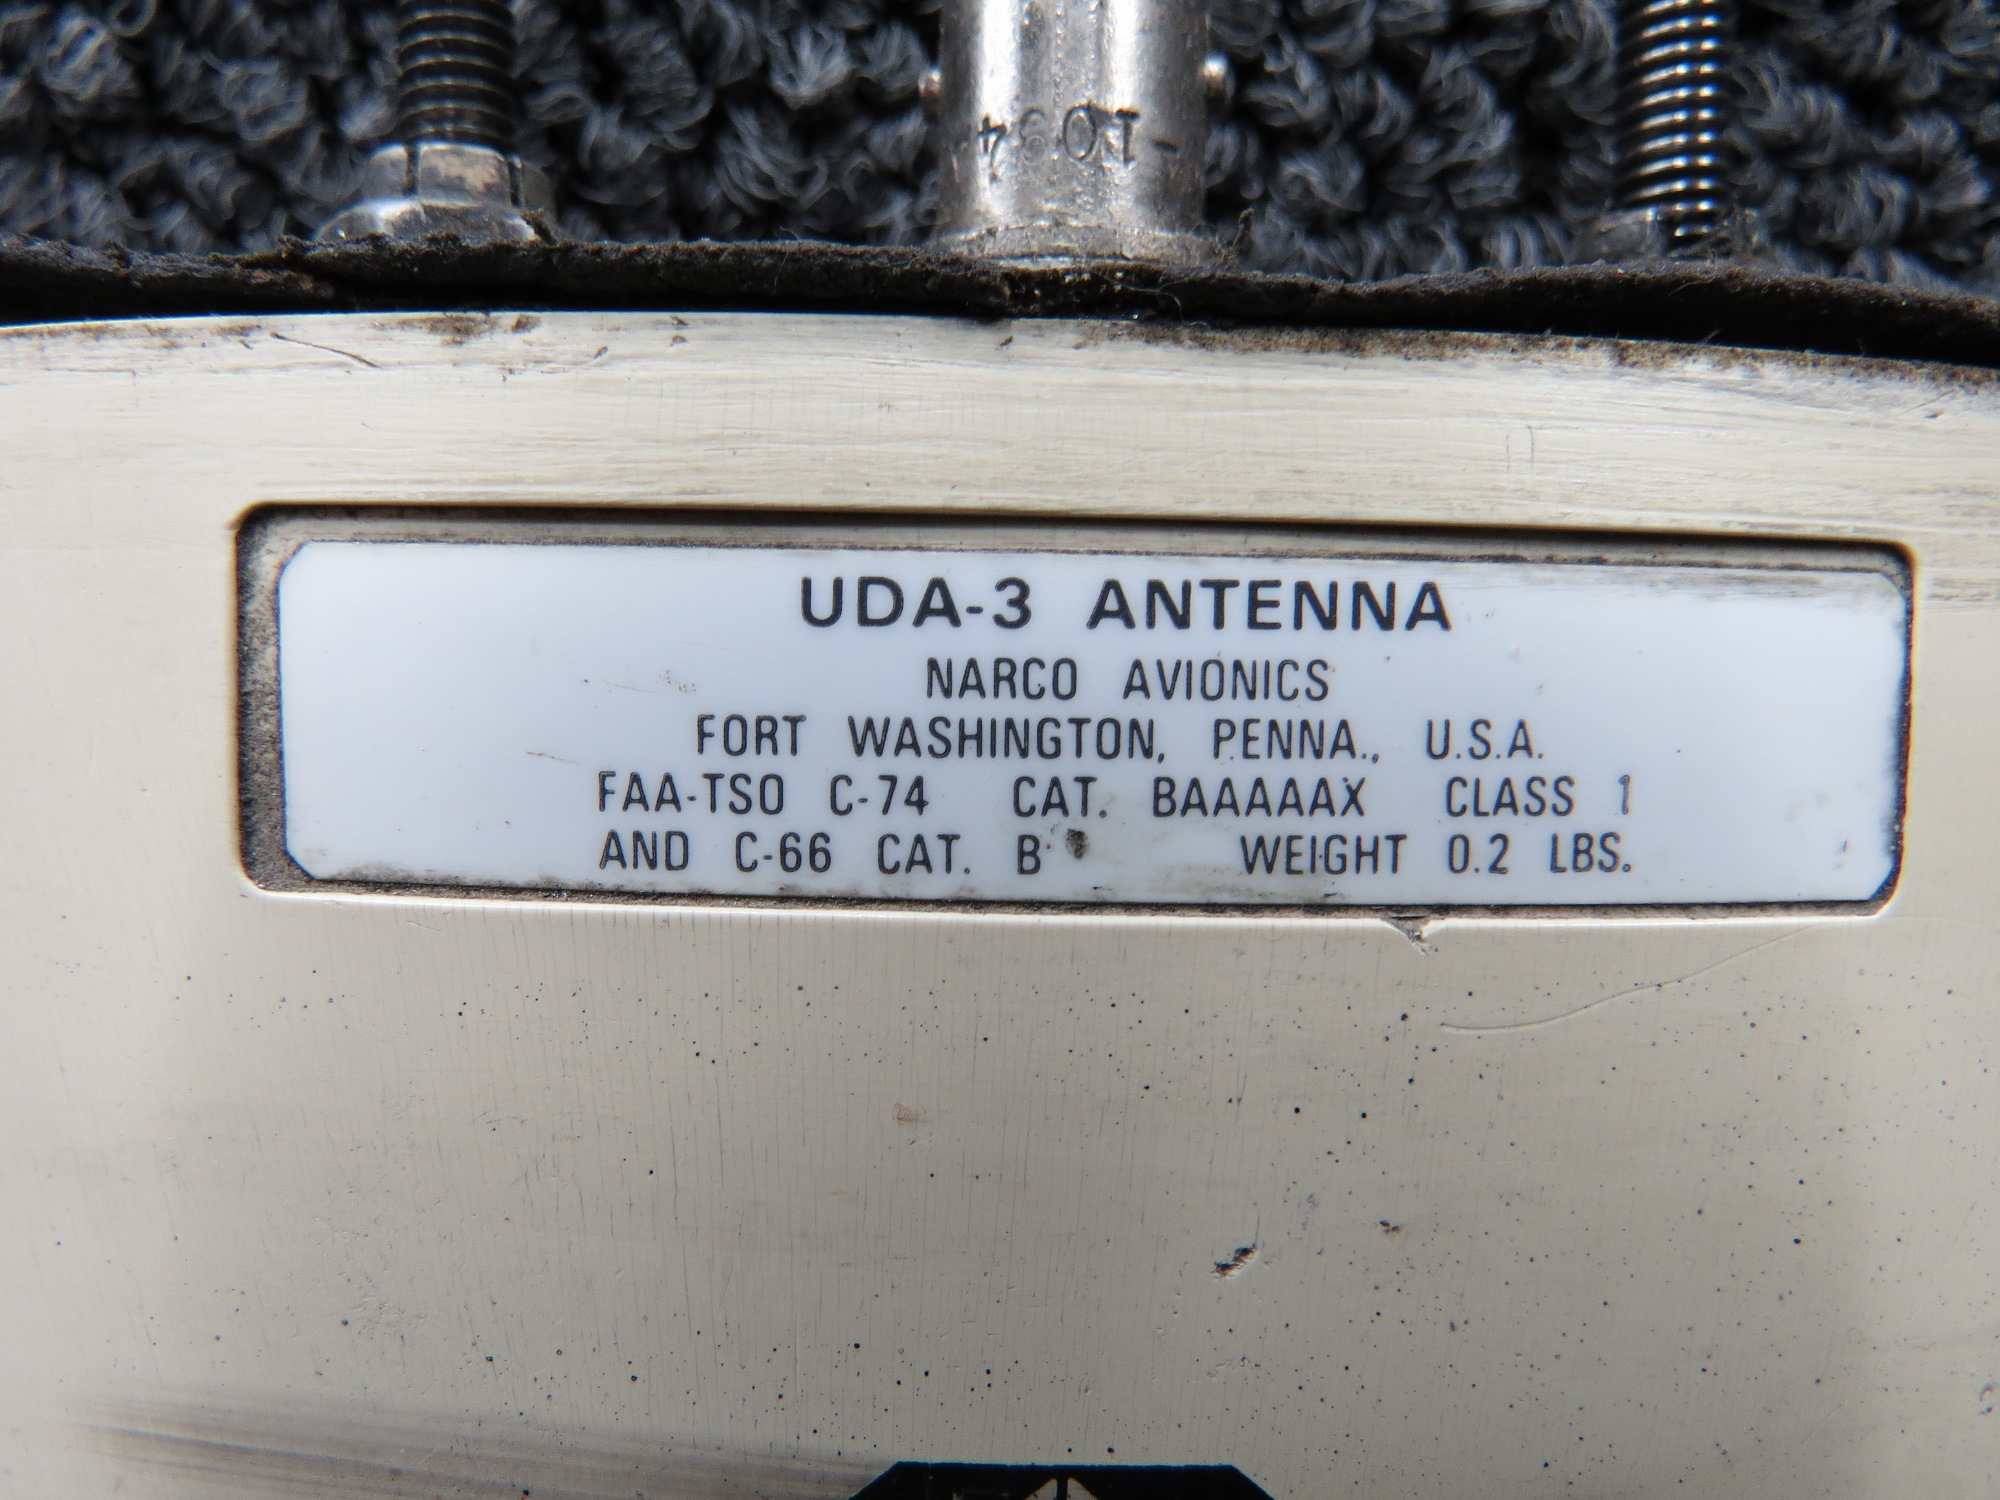 -1094
UDA-3 ANTENNA
NARCO AVIONICS
FORT WASHINGTON, PENNA., U.S.A.
FAA-TSO C-74 CAT. BAAAAAX CLASS 1
AND C-66 CAT. B WEIGHT 0.2 LBS.